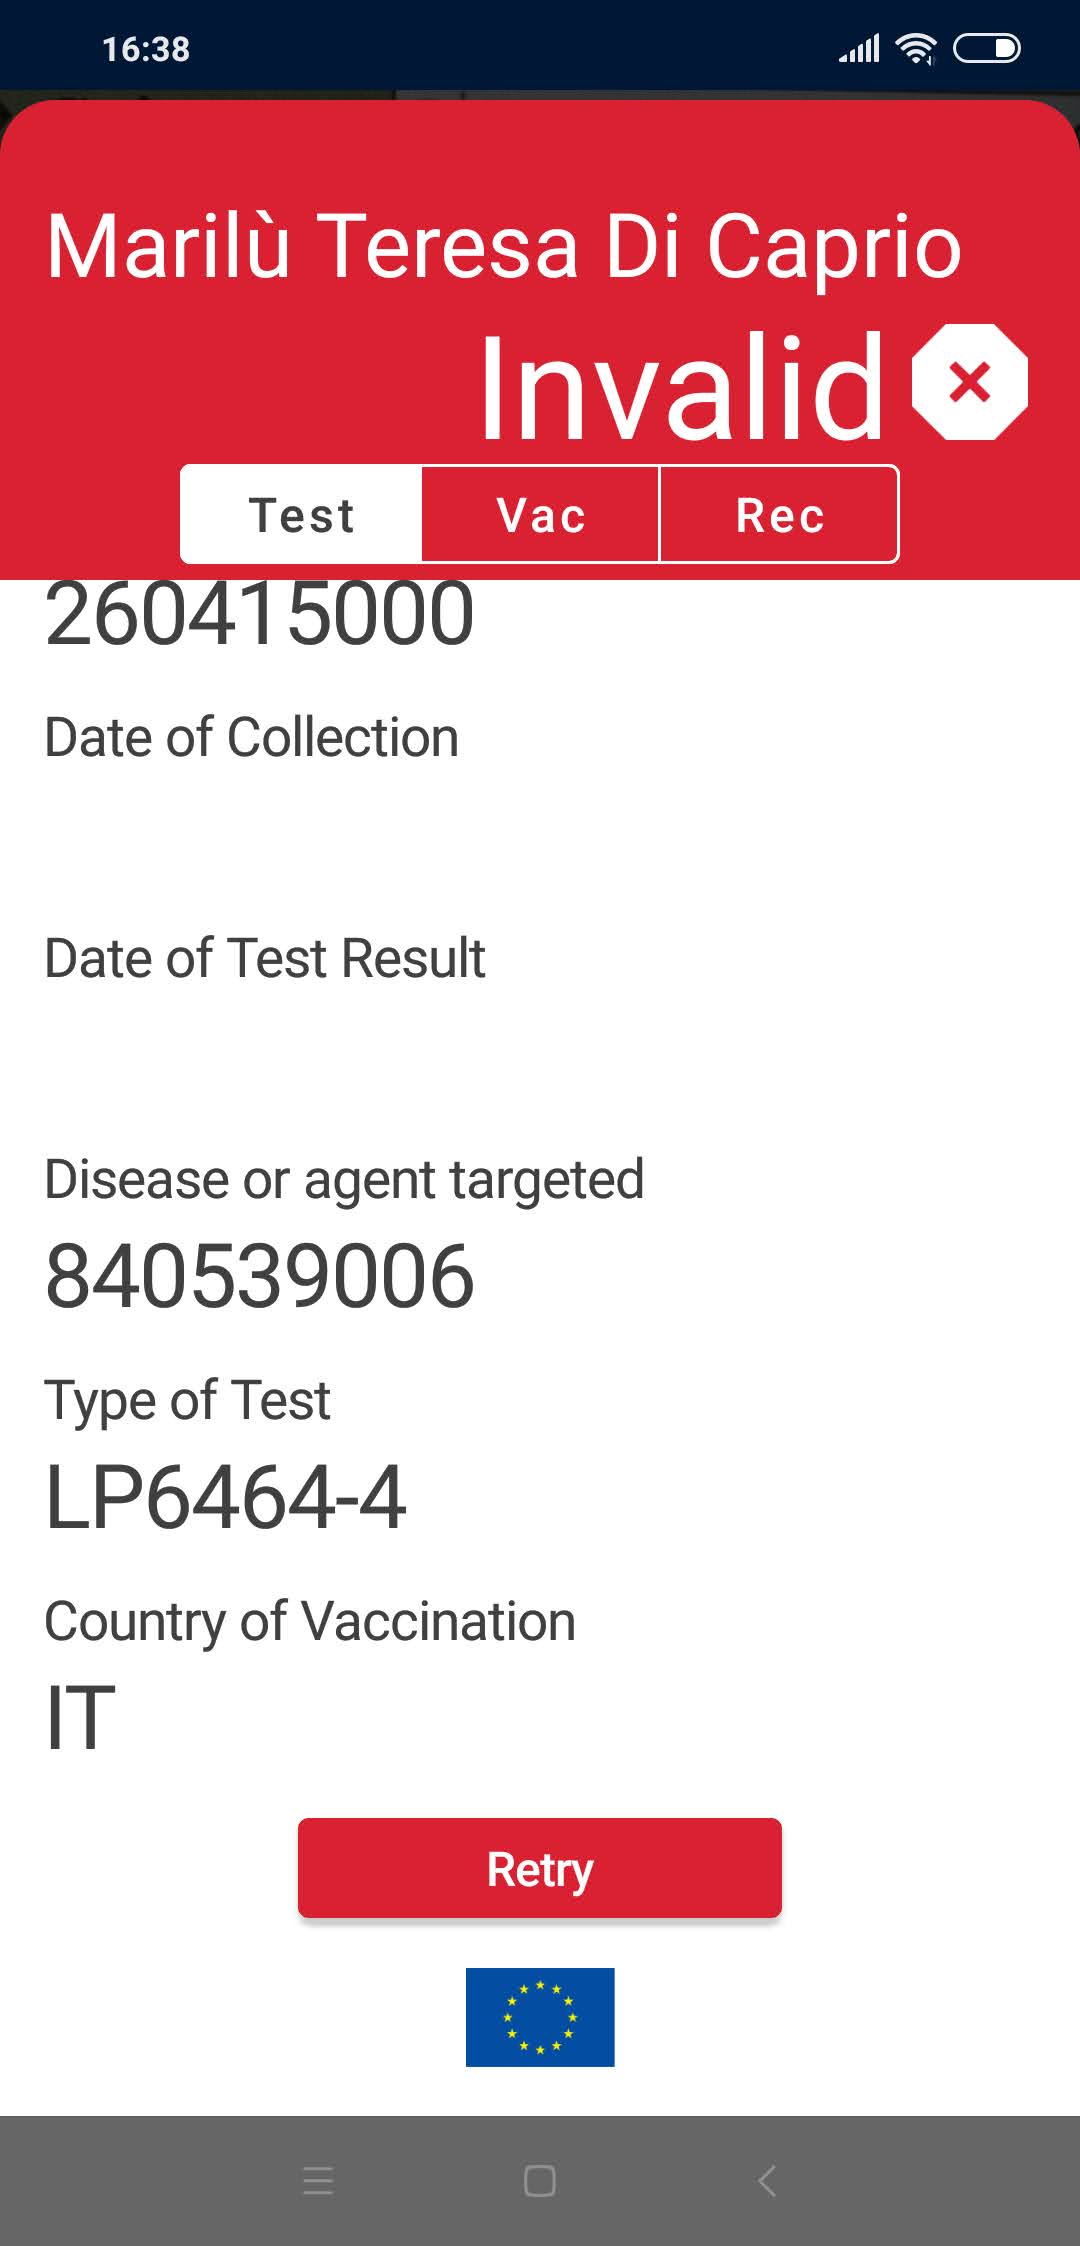 16:38
Marilù Teresa Di Caprio
Invalid
Test Vac Rec
260415000
Date of Collection
Date of Test Result
Disease or agent targeted
840539006
Type of Test
LP6464-4
Country of Vaccination
IT
Retry